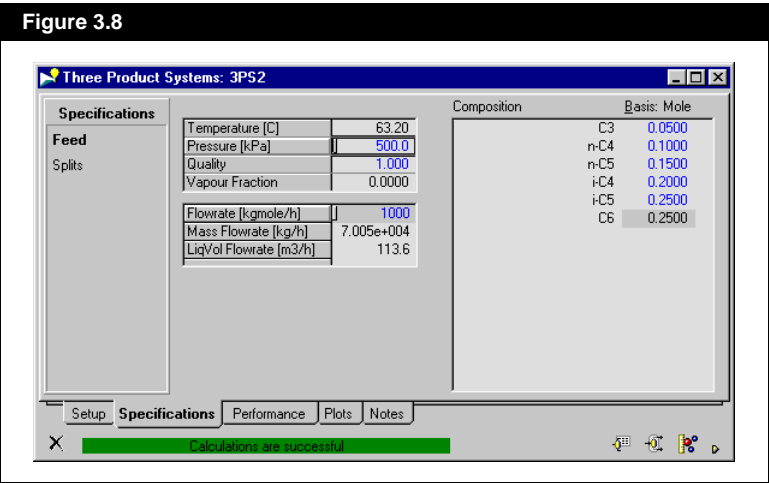 Figure 3.8
Three Product Systems: 3PS2
Specifications
Feed
Splits
Temperature [C] 63.20
Pressure [kPa] 500.0
Quality 1.000
Vapour Fraction 0.0000
Flowrate [kgmole/h] 1000
Mass Flowrate [kg/h] 7.005e+004
LiqVol Flowrate [m3/h] 113.6
Composition Basis: Mole
C3 0.0500
n-C4 0.1000
n-C5 0.1500
i-C4 0.2000
i-C5 0.2500
C6 0.2500
Setup Specifications Performance Plots Notes
Calculations are successful